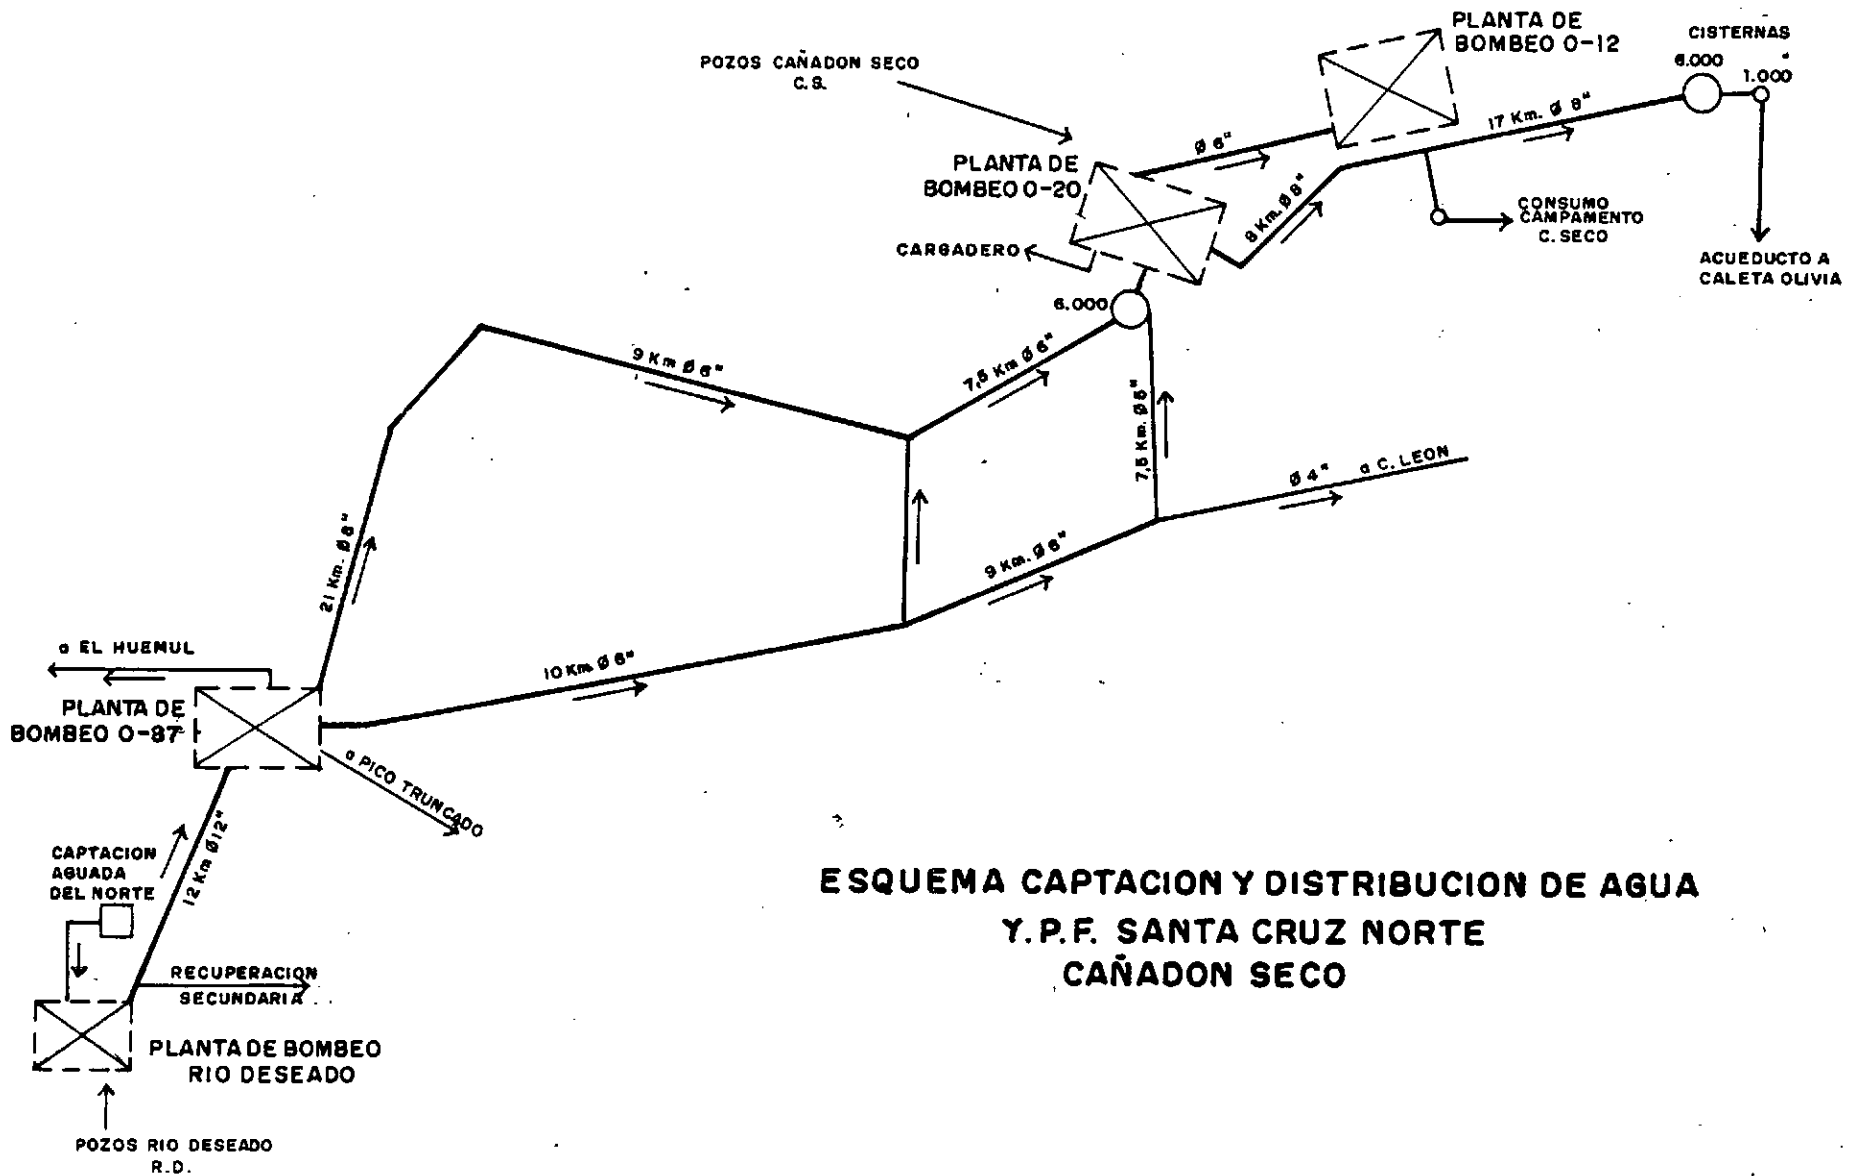 PLANTA DE
BOMBEO O-12
CISTERNAS
6.000
1.000
POZOS CAÑADON SECO
C.S.
17 Km. Ø 8"
Ø 6"
PLANTA DE
BOMBEO O-20
8 Km. Ø 8"
CONSUMO
CAMPAMENTO
C. SECO
CARGADERO
ACUEDUCTO A
CALETA OLIVIA
6.000
9 Km Ø 6"
7,5 Km Ø 6"
7,5 Km. Ø 6"
Ø 4" a C. LEON
21 Km. Ø 8"
9 Km. Ø 6"
a EL HUEMUL
10 Km Ø 6"
PLANTA DE
BOMBEO O-87
a PICO TRUNCADO
12 Km Ø 12"
CAPTACION
AGUADA
DEL NORTE
ESQUEMA CAPTACION Y DISTRIBUCION DE AGUA
Y.P.F. SANTA CRUZ NORTE
CAÑADON SECO
RECUPERACION
SECUNDARIA
PLANTA DE BOMBEO
RIO DESEADO
POZOS RIO DESEADO
R.D.